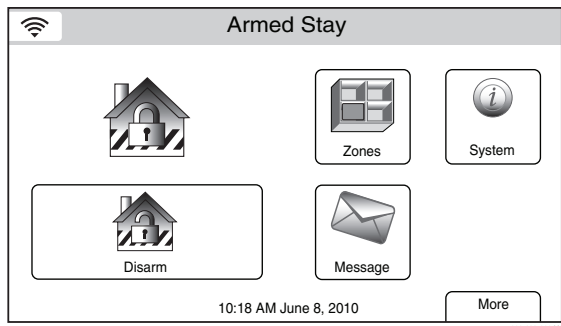 Armed Stay
Zones
System
Disarm
Message
10:18 AM June 8, 2010
More